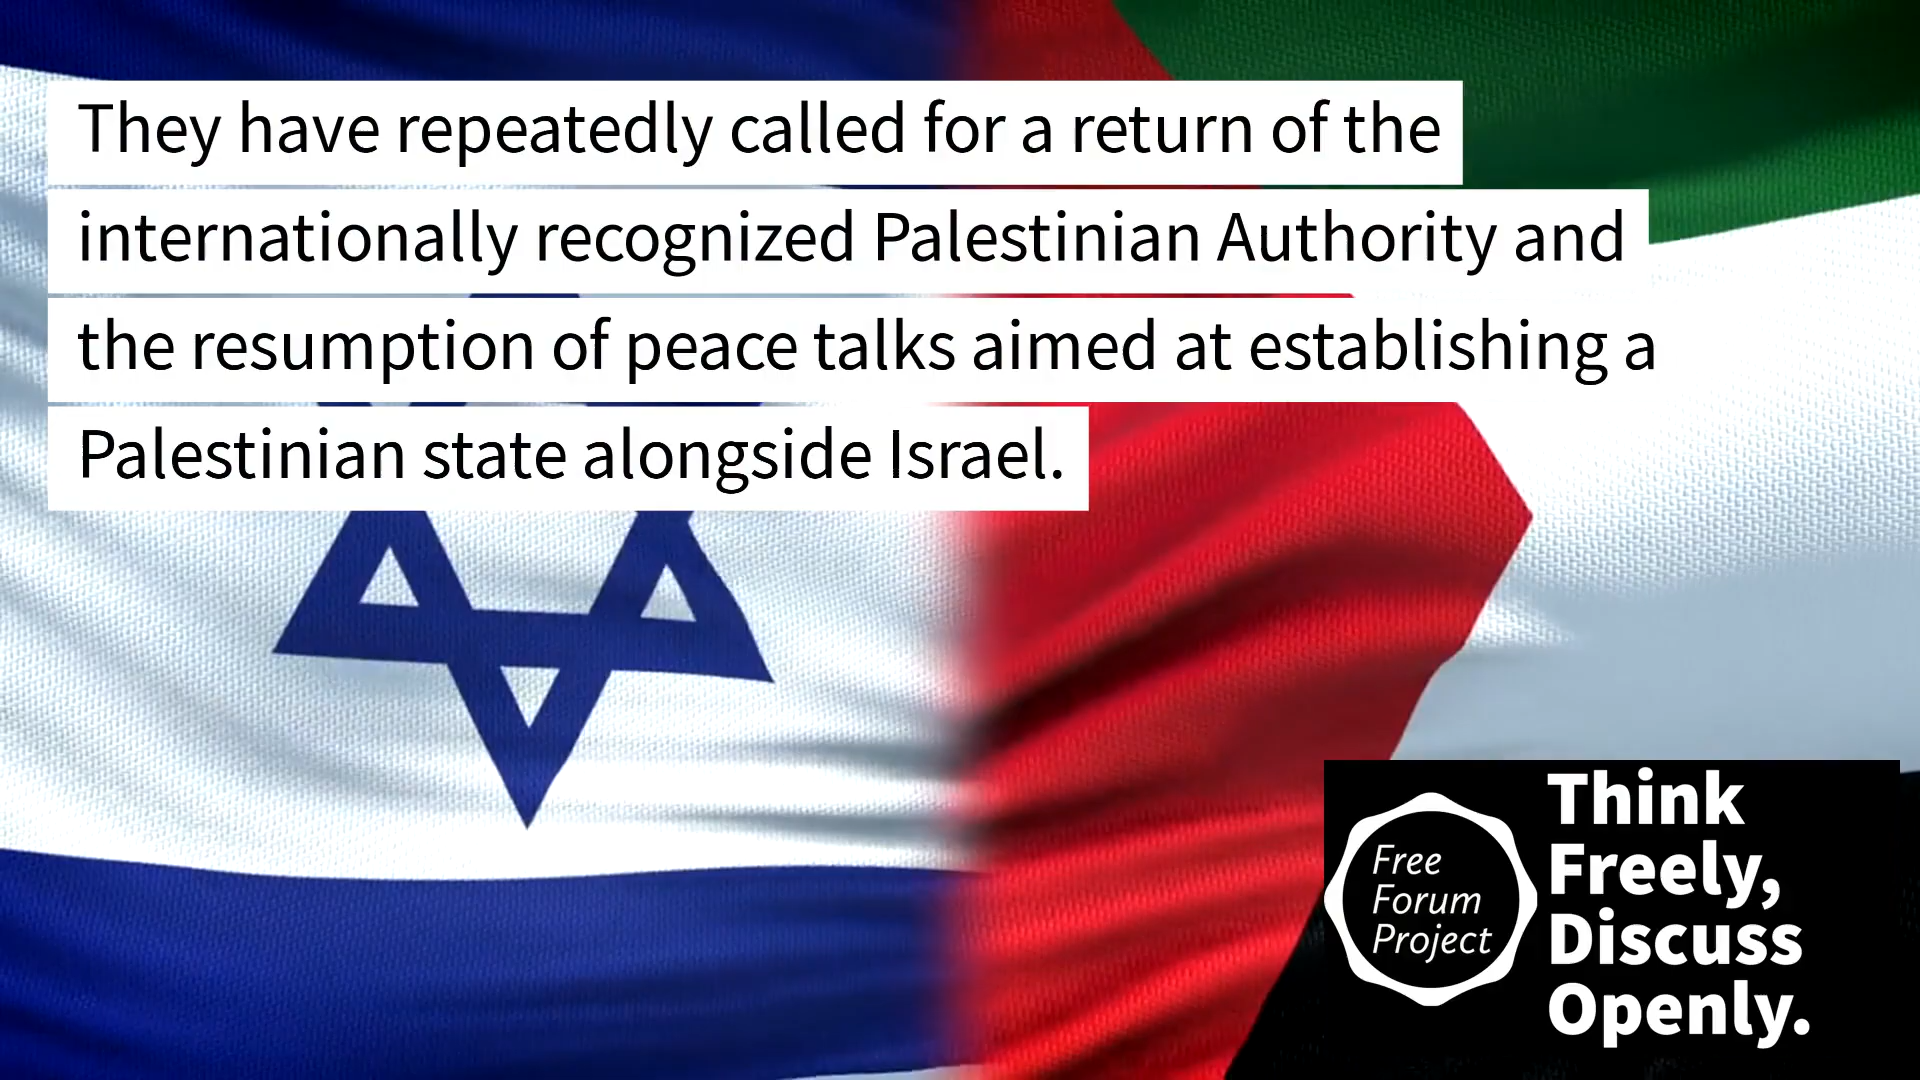 They have repeatedly called for a return of the
internationally recognized Palestinian Authority and
the resumption of peace talks aimed at establishing a
Palestinian state alongside Israel.
Free
Forum
Project
Think
Freely,
Discuss
Openly.